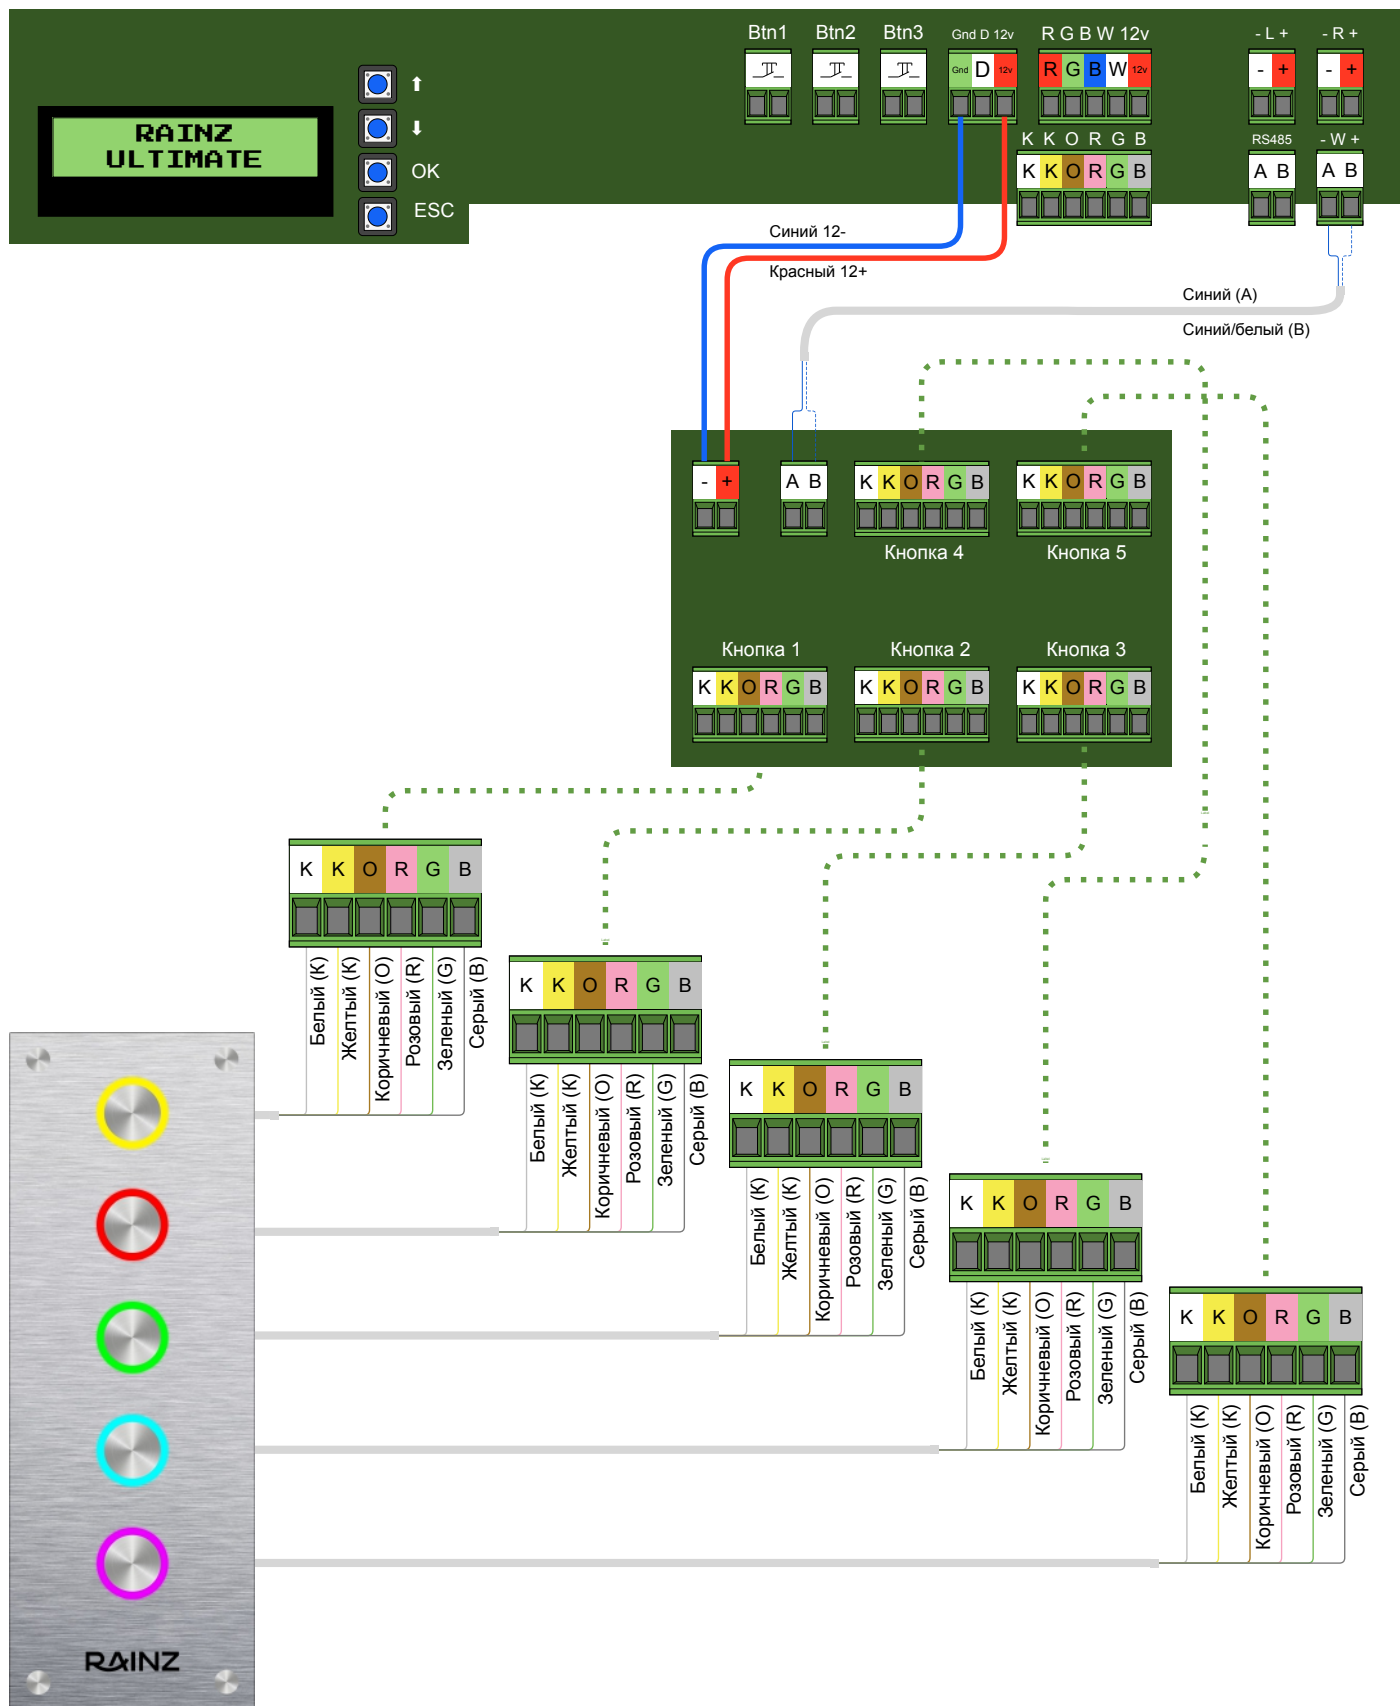 Btn1 Btn2 Btn3 Gnd D 12v R G B W 12v - L + - R +
Gnd D 12v R G B W 12v - + - +
RAINZ
ULTIMATE
⬆
⬇
OK
ESC
K K O R G B RS485 - W +
K K O R G B A B A B
Синий 12-
Красный 12+
Синий (A)
Синий/белый (B)
- + A B K K O R G B K K O R G B
Кнопка 4 Кнопка 5
Кнопка 1 Кнопка 2 Кнопка 3
K K O R G B K K O R G B K K O R G B
K K O R G B
Белый (К)
Желтый (К)
Коричневый (О)
Розовый (R)
Зеленый (G)
Серый (B)
K K O R G B
Белый (К)
Желтый (К)
Коричневый (О)
Розовый (R)
Зеленый (G)
Серый (B)
K K O R G B
Белый (К)
Желтый (К)
Коричневый (О)
Розовый (R)
Зеленый (G)
Серый (B)
K K O R G B
Белый (К)
Желтый (К)
Коричневый (О)
Розовый (R)
Зеленый (G)
Серый (B)
K K O R G B
Белый (К)
Желтый (К)
Коричневый (О)
Розовый (R)
Зеленый (G)
Серый (B)
RAINZ